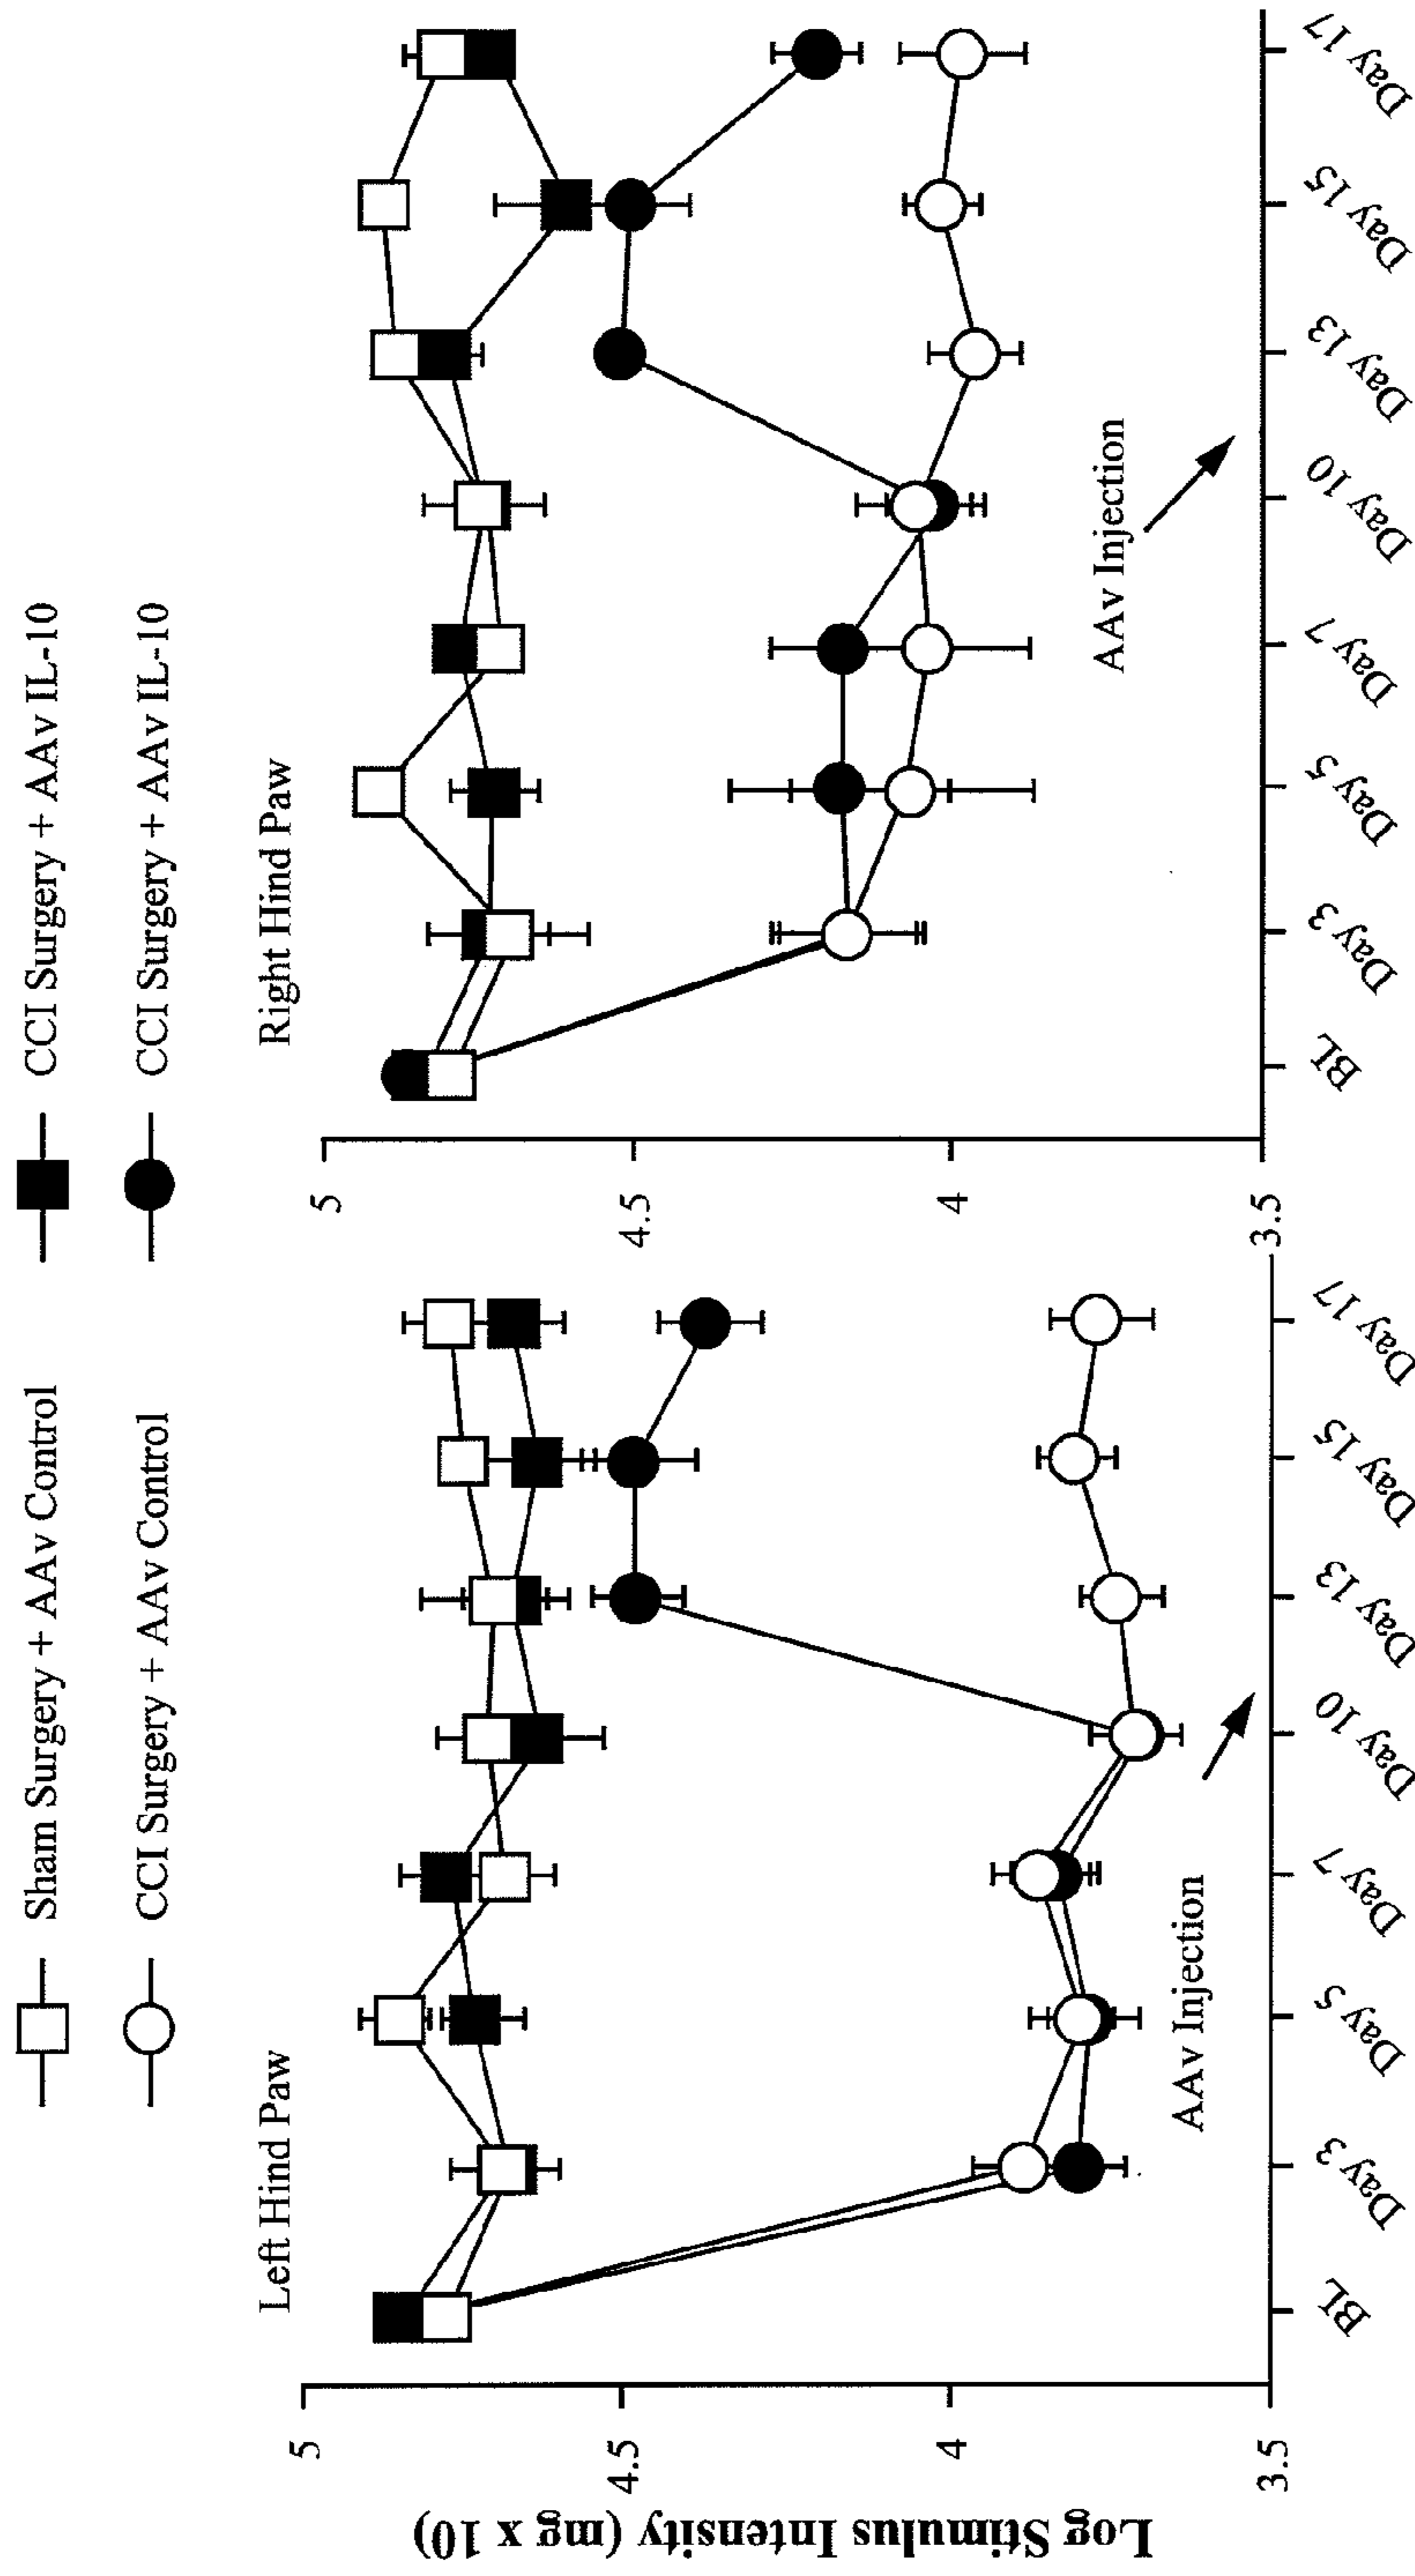 Sham Surgery + AAv Control
CCI Surgery + AAv IL-10
CCI Surgery + AAv Control
CCI Surgery + AAv IL-10
Log Stimulus Intensity (mg x 10)
Left Hind Paw
5
4.5
4
3.5
AAv Injection
BL
Day 3
Day 5
Day 7
Day 10
Day 13
Day 15
Day 17
Right Hind Paw
5
4.5
4
3.5
AAv Injection
BL
Day 3
Day 5
Day 7
Day 10
Day 13
Day 15
Day 17